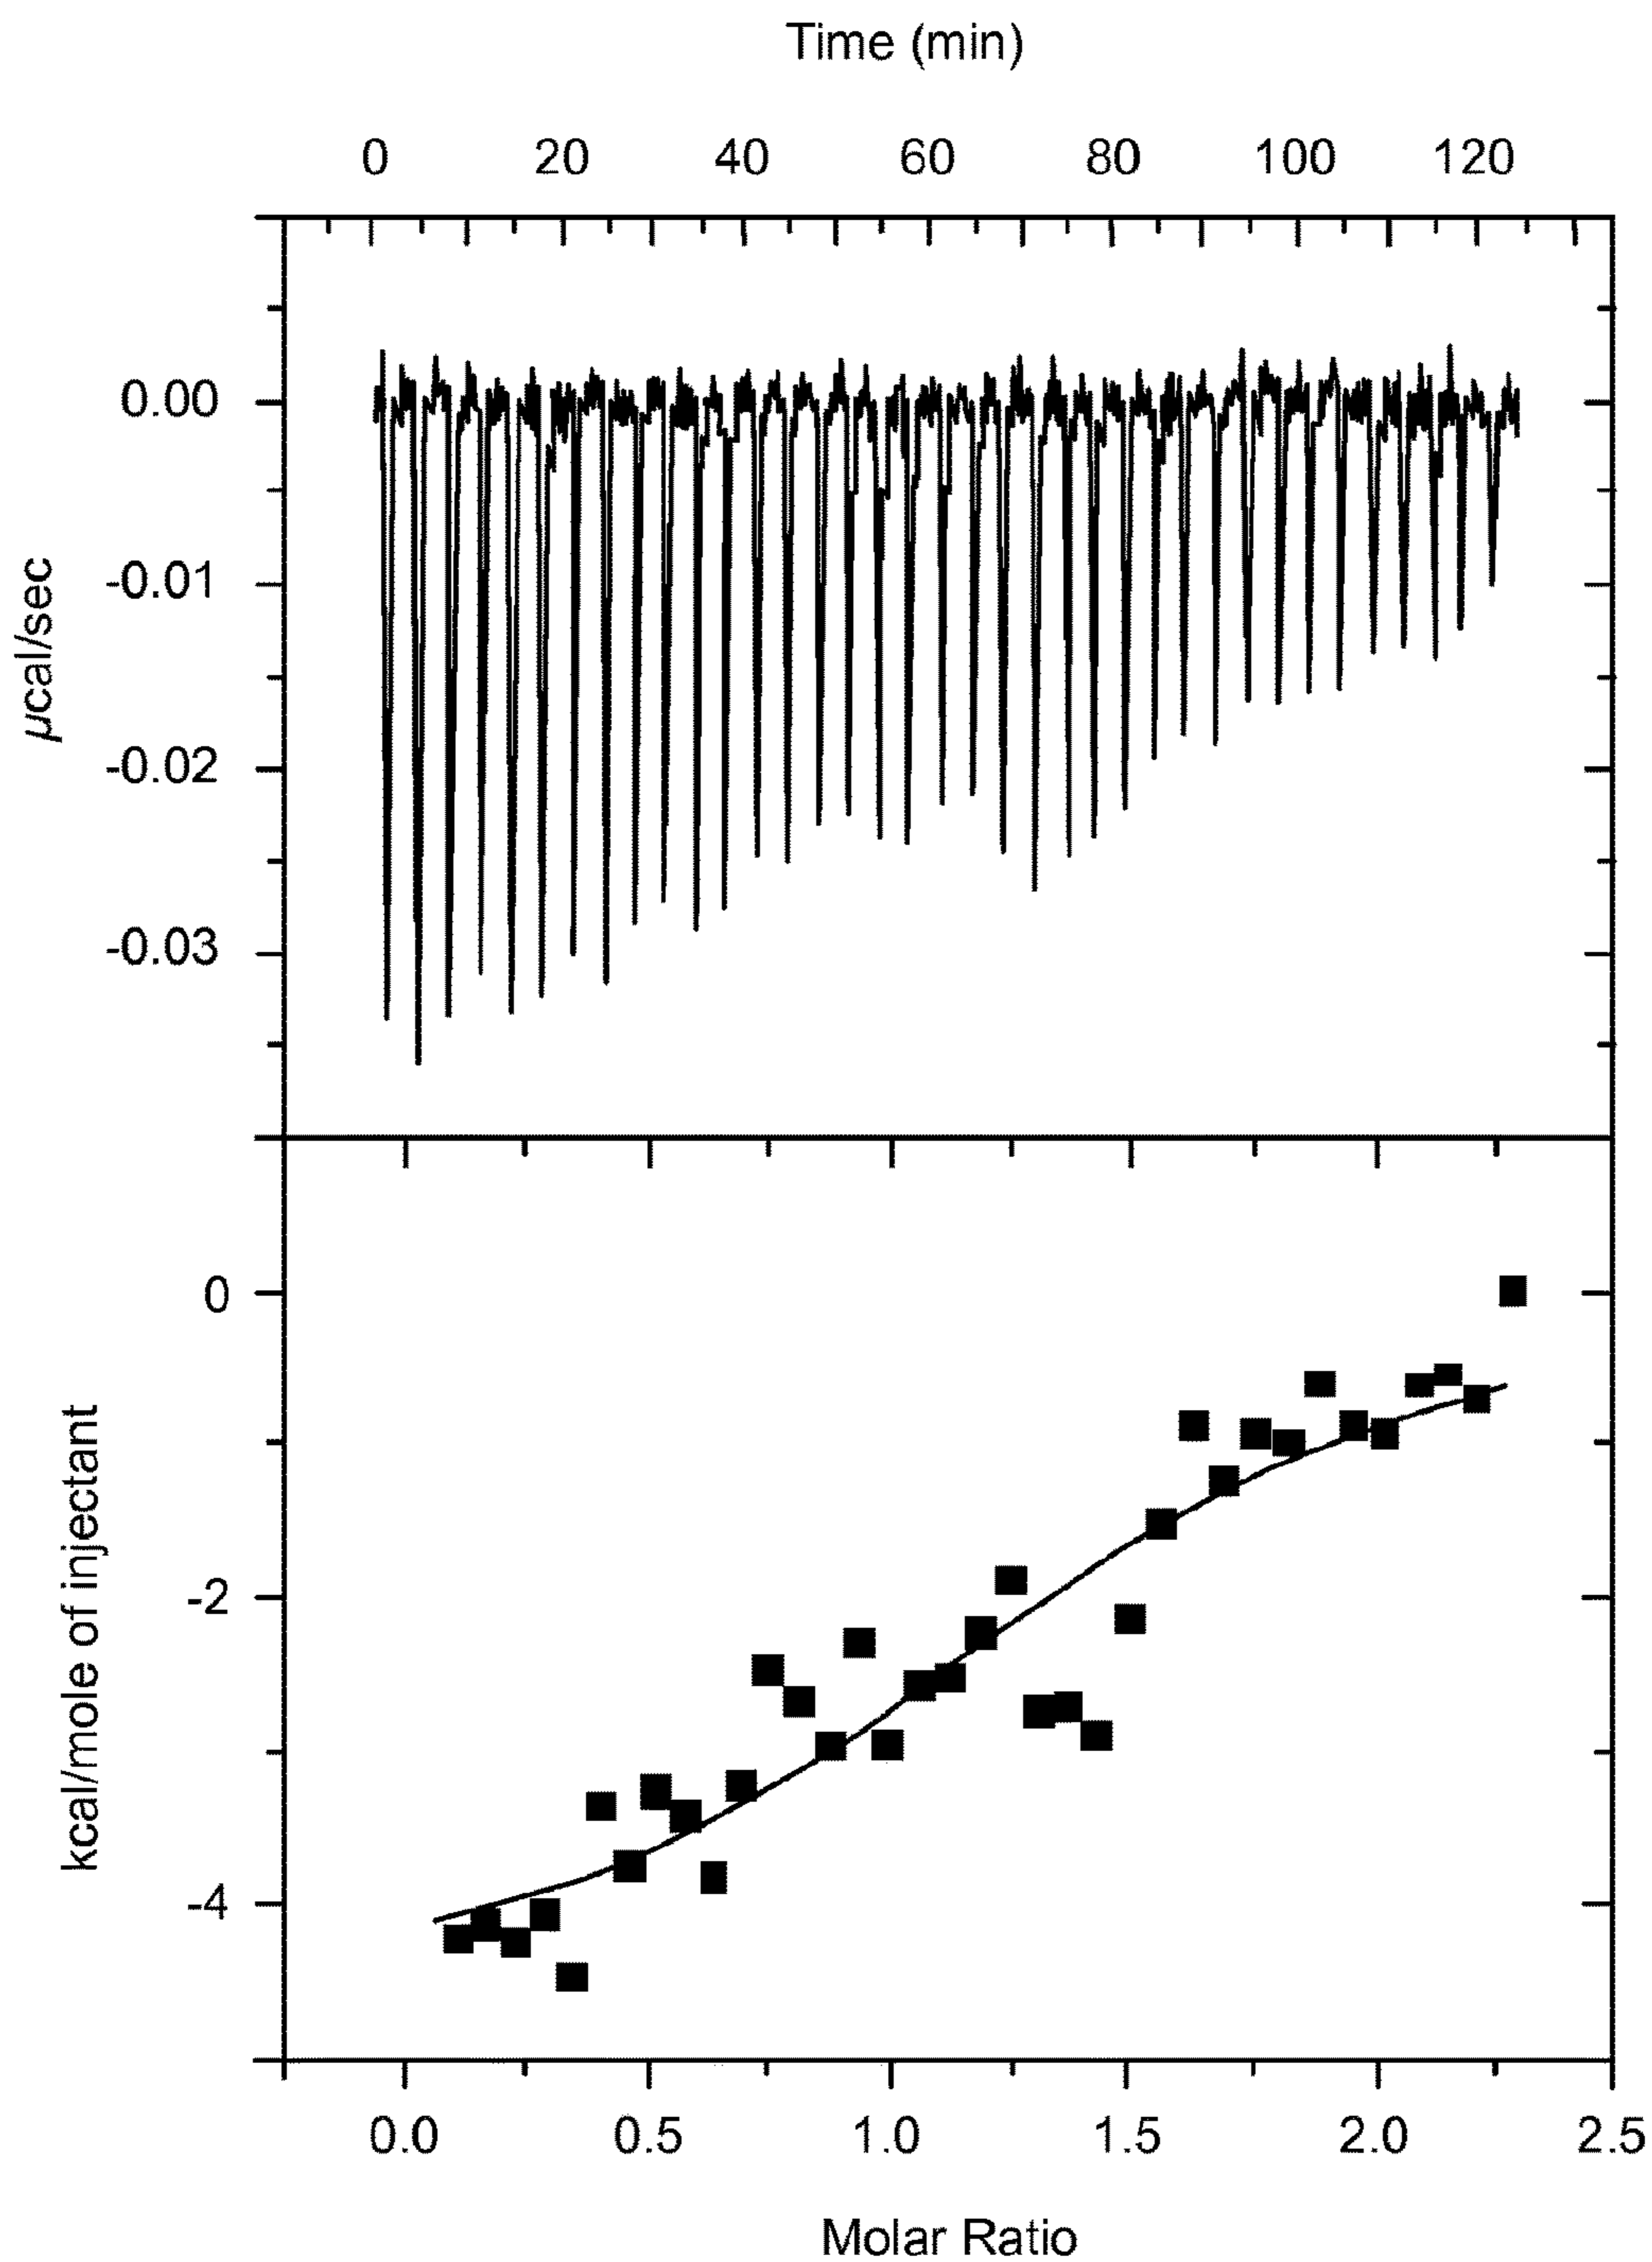 Time (min)
0 20 40 60 80 100 120
0.00
-0.01
-0.02
-0.03
μcal/sec
0
-2
-4
kcal/mole of injectant
0.0 0.5 1.0 1.5 2.0 2.5
Molar Ratio